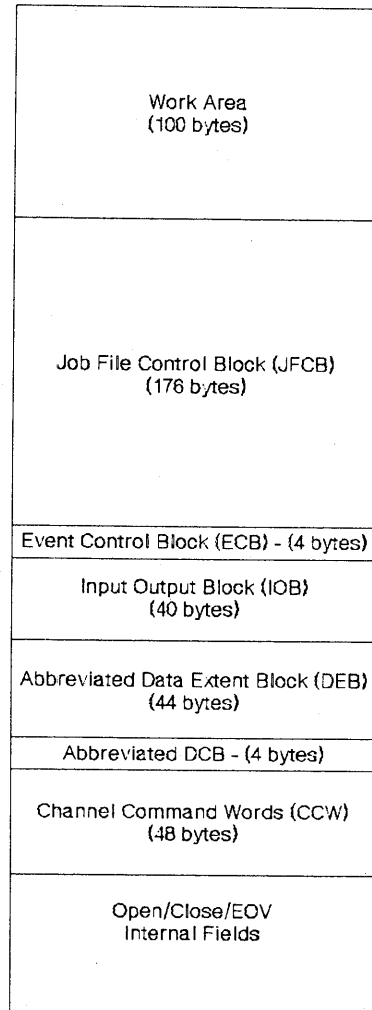 Work Area
(100 bytes)
Job File Control Block (JFCB)
(176 bytes)
Event Control Block (ECB) - (4 bytes)
Input Output Block (IOB)
(40 bytes)
Abbreviated Data Extent Block (DEB)
(44 bytes)
Abbreviated DCB - (4 bytes)
Channel Command Words (CCW)
(48 bytes)
Open/Close/EOV
Internal Fields